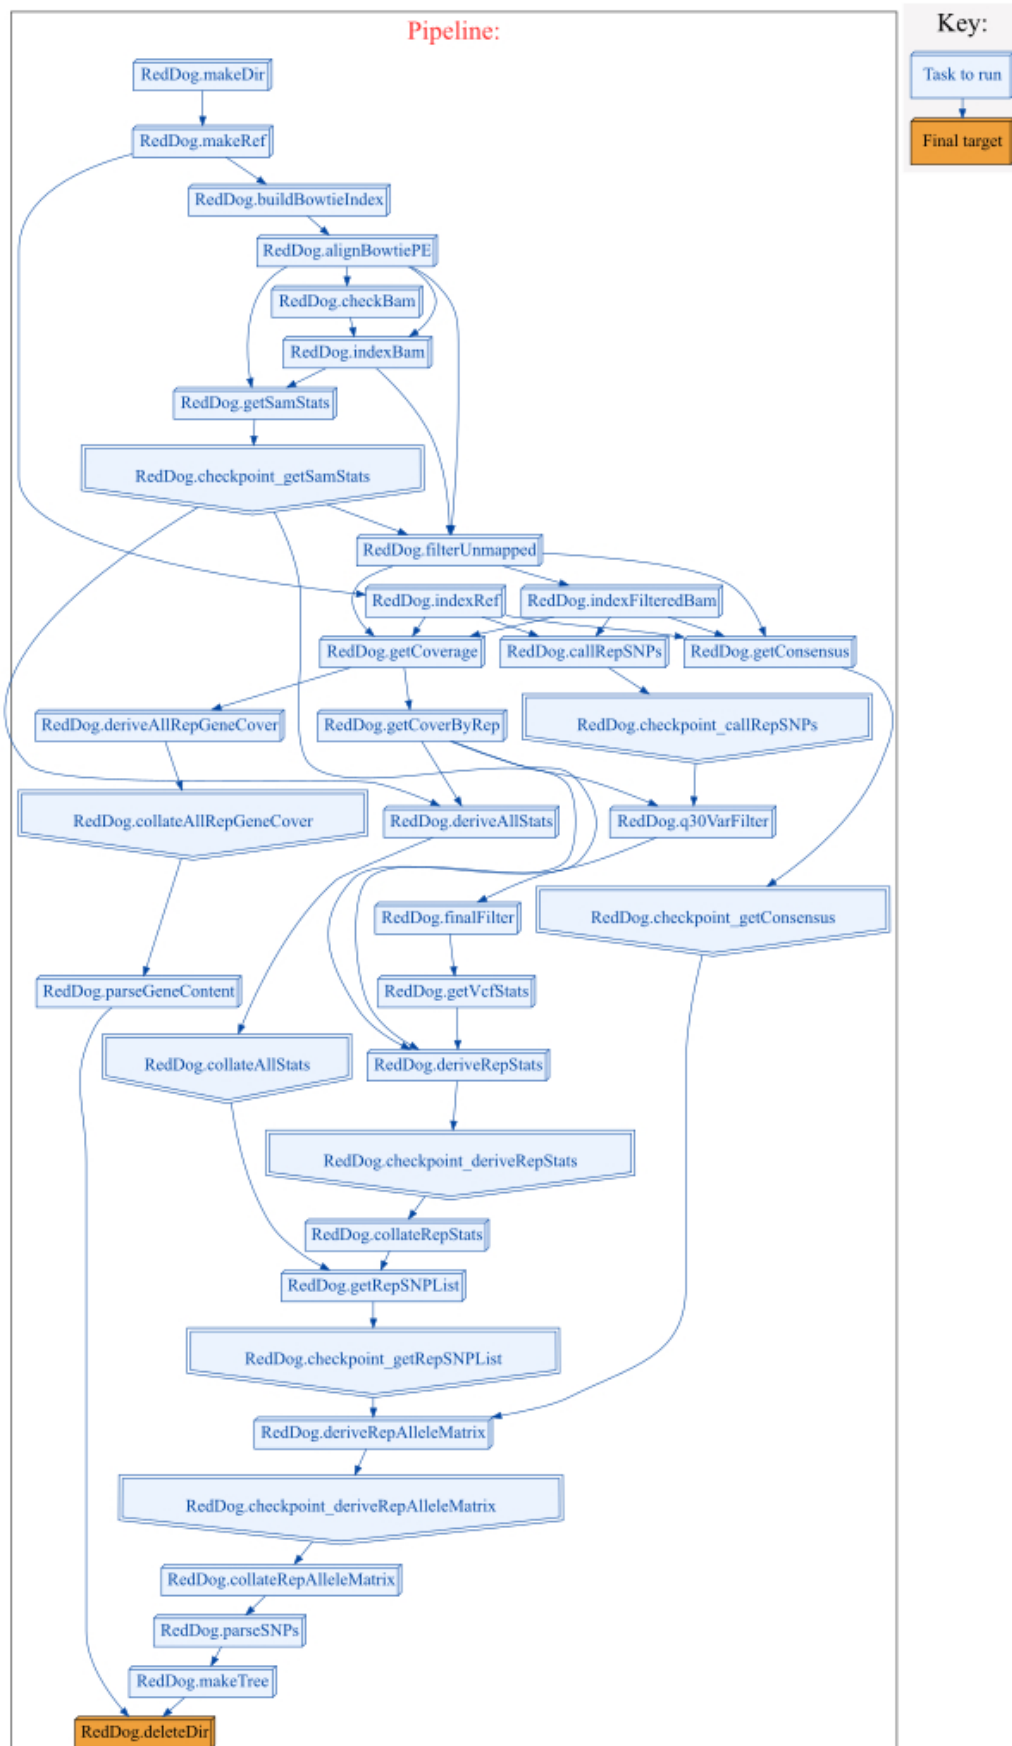 Pipeline:
Key:
Task to run
Final target
RedDog.makeDir
RedDog.makeRef
RedDog.buildBowtieIndex
RedDog.alignBowtiePE
RedDog.checkBam
RedDog.indexBam
RedDog.getSamStats
RedDog.checkpoint_getSamStats
RedDog.filterUnmapped
RedDog.indexRef
RedDog.indexFilteredBam
RedDog.getCoverage
RedDog.callRepSNPs
RedDog.getConsensus
RedDog.deriveAllRepGeneCover
RedDog.getCoverByRep
RedDog.checkpoint_callRepSNPs
RedDog.collateAllRepGeneCover
RedDog.deriveAllStats
RedDog.q30VarFilter
RedDog.finalFilter
RedDog.checkpoint_getConsensus
RedDog.parseGeneContent
RedDog.getVcfStats
RedDog.collateAllStats
RedDog.deriveRepStats
RedDog.checkpoint_deriveRepStats
RedDog.collateRepStats
RedDog.getRepSNPList
RedDog.checkpoint_getRepSNPList
RedDog.deriveRepAlleleMatrix
RedDog.checkpoint_deriveRepAlleleMatrix
RedDog.collateRepAlleleMatrix
RedDog.parseSNPs
RedDog.makeTree
RedDog.deleteDir